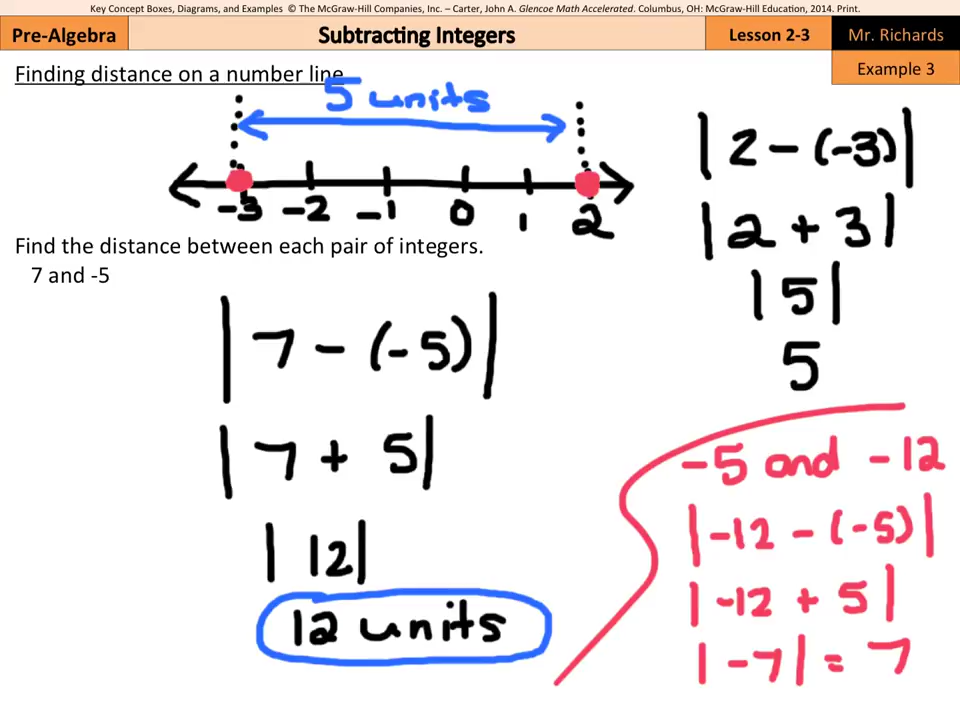 Key Concept Boxes, Diagrams, and Examples © The McGraw-Hill Companies, Inc. – Carter, John A. Glencoe Math Accelerated. Columbus, OH: McGraw-Hill Education, 2014. Print.
Pre-Algebra
Subtracting Integers
Lesson 2-3
Mr. Richards
Example 3
Finding distance on a number line
5 units
-3 -2 -1 0 1 2
|2 - (-3)|
|2 + 3|
|5|
5
Find the distance between each pair of integers.
7 and -5
|7 - (-5)|
|7 + 5|
|12|
12 units
-5 and -12
|-12 - (-5)|
|-12 + 5|
|-7| = 7